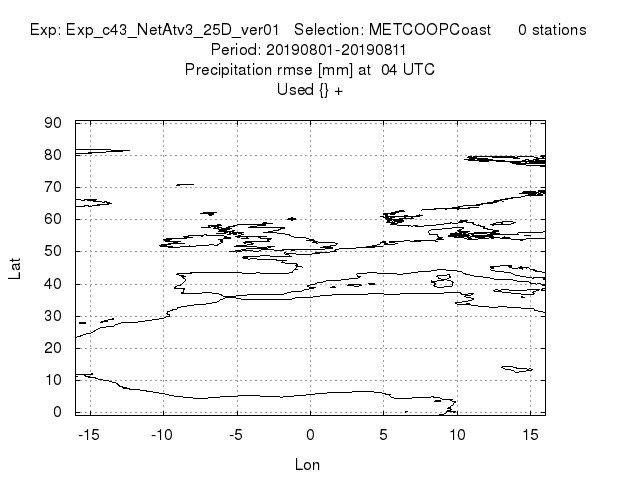 Exp: Exp_c43_NetAtv3_25D_ver01 Selection: METCOOPCoast 0 stations
Period: 20190801-20190811
Precipitation rmse [mm] at 04 UTC
Used {} +
90
80
70
60
50
40
30
20
10
0
Lat
-15 -10 -5 0 5 10 15
Lon